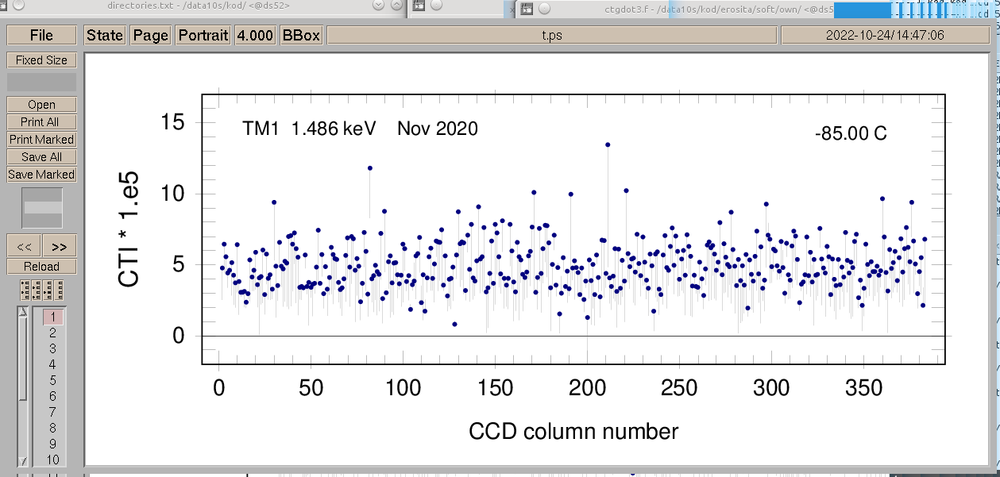 directories.txt - /data10s/kod/ <@ds52>
ctgdot3.f - /data10s/kod/erosita/soft/own/ <@ds5
File State Page Portrait 4.000 BBox t.ps 2022-10-24/14:47:06
Fixed Size
Open
Print All
Print Marked
Save All
Save Marked
<< >>
Reload
1
2
3
4
5
6
7
8
9
10
TM1 1.486 keV Nov 2020 -85.00 C
15
10
5
0
CTI * 1.e5
0 50 100 150 200 250 300 350
CCD column number